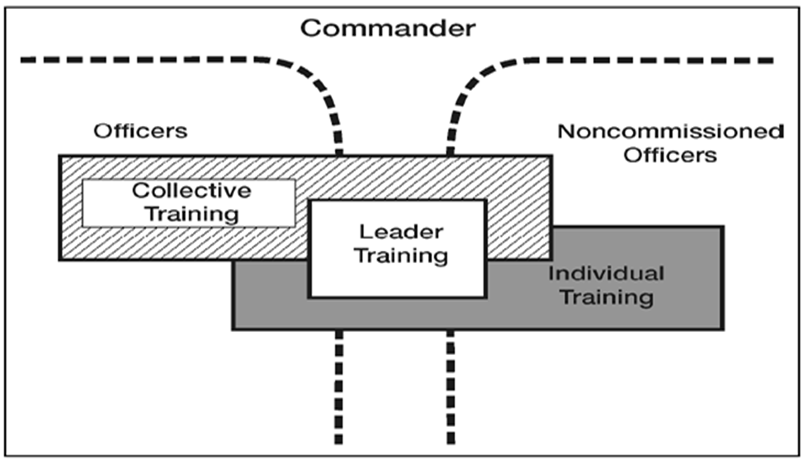 Commander
Officers
Noncommissioned
Officers
Collective
Training
Leader
Training
Individual
Training